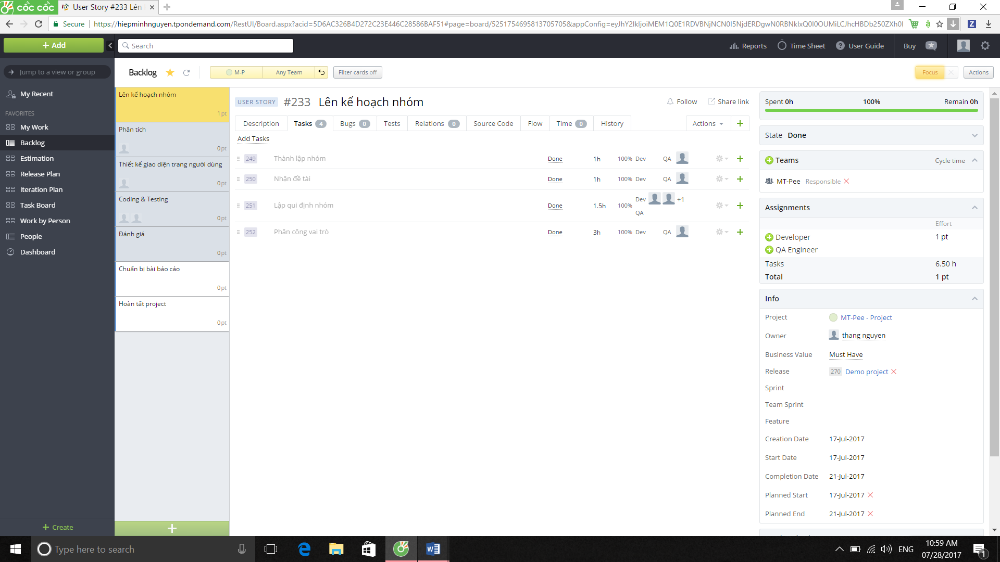 cốc cốc
User Story #233 Lên
Secure
https://hiepminhnguyen.tpondemand.com/RestUI/Board.aspx?acid=5D6AC326B4D272C23E446C28586BAF51#page=board/5251754695813705705&appConfig=
Add
Search
Reports
Time Sheet
User Guide
Buy
Jump to a view or group
Backlog
M-P
Any Team
Filter cards off
Focus
Actions
My Recent
FAVORITES
My Work
Backlog
Estimation
Release Plan
Iteration Plan
Task Board
Work by Person
People
Dashboard
Create
Lên kế hoạch nhóm
1 pt
Phân tích
0 pt
Thiết kế giao diện trang người dùng
0 pt
Coding & Testing
0 pt
Đánh giá
0 pt
Chuẩn bị bài báo cáo
0 pt
Hoàn tất project
0 pt
USER STORY #233 Lên kế hoạch nhóm
Follow
Share link
Description
Tasks 4
Bugs 0
Tests
Relations 0
Source Code
Flow
Time 0
History
Actions
Add Tasks
249 Thành lập nhóm Done 1h 100% Dev QA
250 Nhận đề tài Done 1h 100% Dev QA
251 Lập qui định nhóm Done 1.5h 100% Dev +1
QA
252 Phân công vai trò Done 3h 100% Dev QA
Spent 0h 100% Remain 0h
State Done
Teams Cycle time
MT-Pee Responsible
Assignments
Effort
Developer 1 pt
QA Engineer
Tasks 6.50 h
Total 1 pt
Info
Project MT-Pee - Project
Owner thang nguyen
Business Value Must Have
Release 270 Demo project
Sprint
Team Sprint
Feature
Creation Date 17-Jul-2017
Start Date 17-Jul-2017
Completion Date 21-Jul-2017
Planned Start 17-Jul-2017
Planned End 21-Jul-2017
Type here to search
ENG
10:59 AM
07/28/2017
1